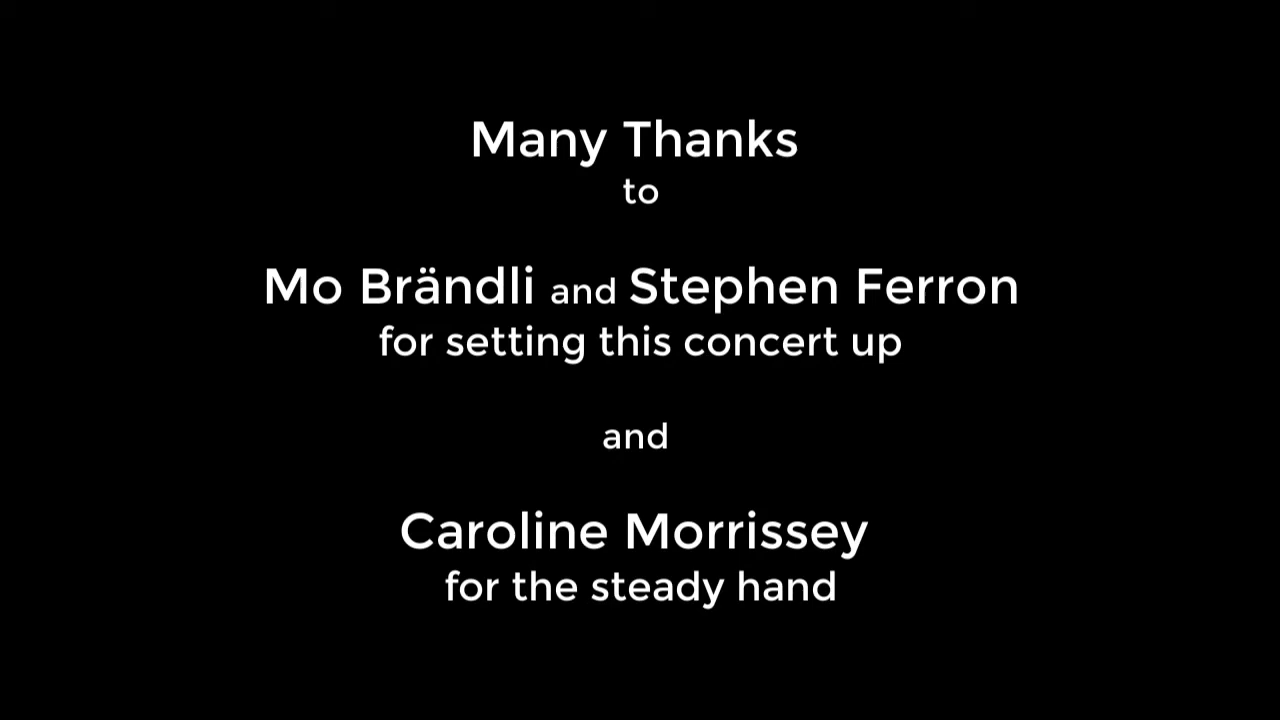 Many Thanks
to
Mo Brändli and Stephen Ferron
for setting this concert up
and
Caroline Morrissey
for the steady hand